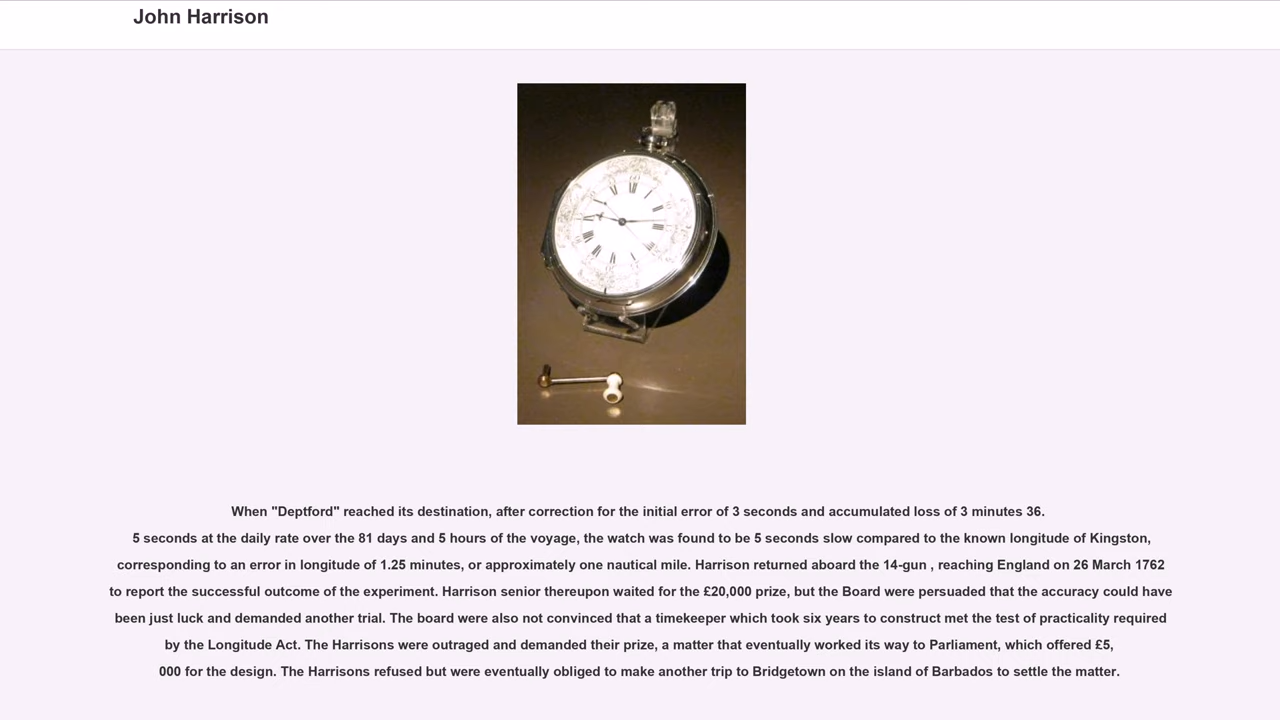 John Harrison
When "Deptford" reached its destination, after correction for the initial error of 3 seconds and accumulated loss of 3 minutes 36.
5 seconds at the daily rate over the 81 days and 5 hours of the voyage, the watch was found to be 5 seconds slow compared to the known longitude of Kingston,
corresponding to an error in longitude of 1.25 minutes, or approximately one nautical mile. Harrison returned aboard the 14-gun , reaching England on 26 March 1762
to report the successful outcome of the experiment. Harrison senior thereupon waited for the £20,000 prize, but the Board were persuaded that the accuracy could have
been just luck and demanded another trial. The board were also not convinced that a timekeeper which took six years to construct met the test of practicality required
by the Longitude Act. The Harrisons were outraged and demanded their prize, a matter that eventually worked its way to Parliament, which offered £5,
000 for the design. The Harrisons refused but were eventually obliged to make another trip to Bridgetown on the island of Barbados to settle the matter.